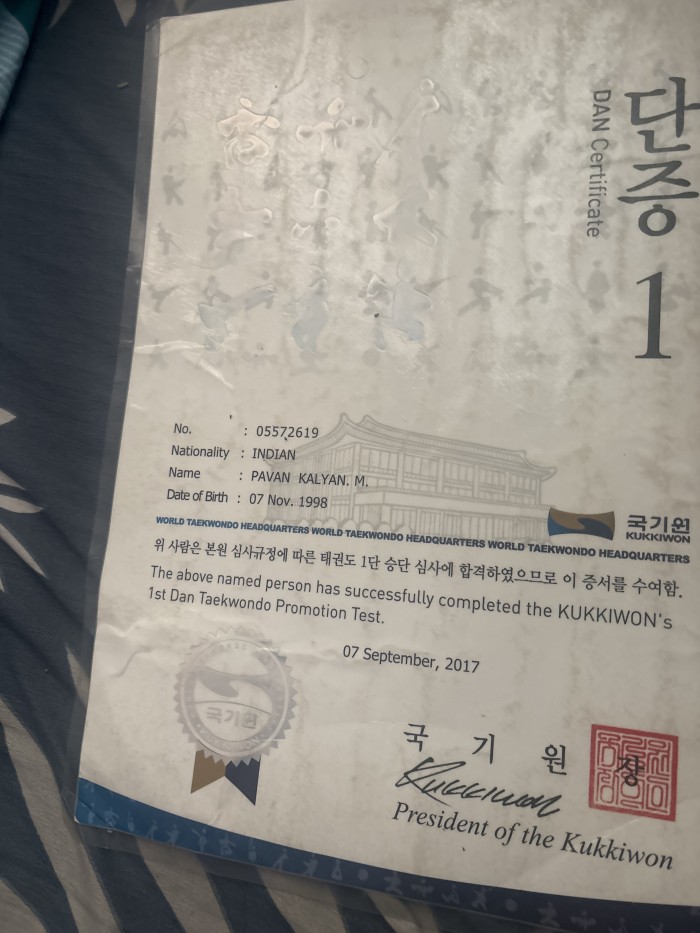 단증
DAN Certificate
1
No. : 05572619
Nationality : INDIAN
Name : PAVAN KALYAN. M.
Date of Birth : 07 Nov. 1998
국기원
KUKKIWON
WORLD TAEKWONDO HEADQUARTERS WORLD TAEKWONDO HEADQUARTERS WORLD TAEKWONDO HEADQUARTERS
위 사람은 본원 심사규정에 따른 태권도 1단 승단 심사에 합격하였으므로 이 증서를 수여함.
The above named person has successfully completed the KUKKIWON's
1st Dan Taekwondo Promotion Test.
07 September, 2017
국기원
국 기 원 장
Kukkiwon
President of the Kukkiwon